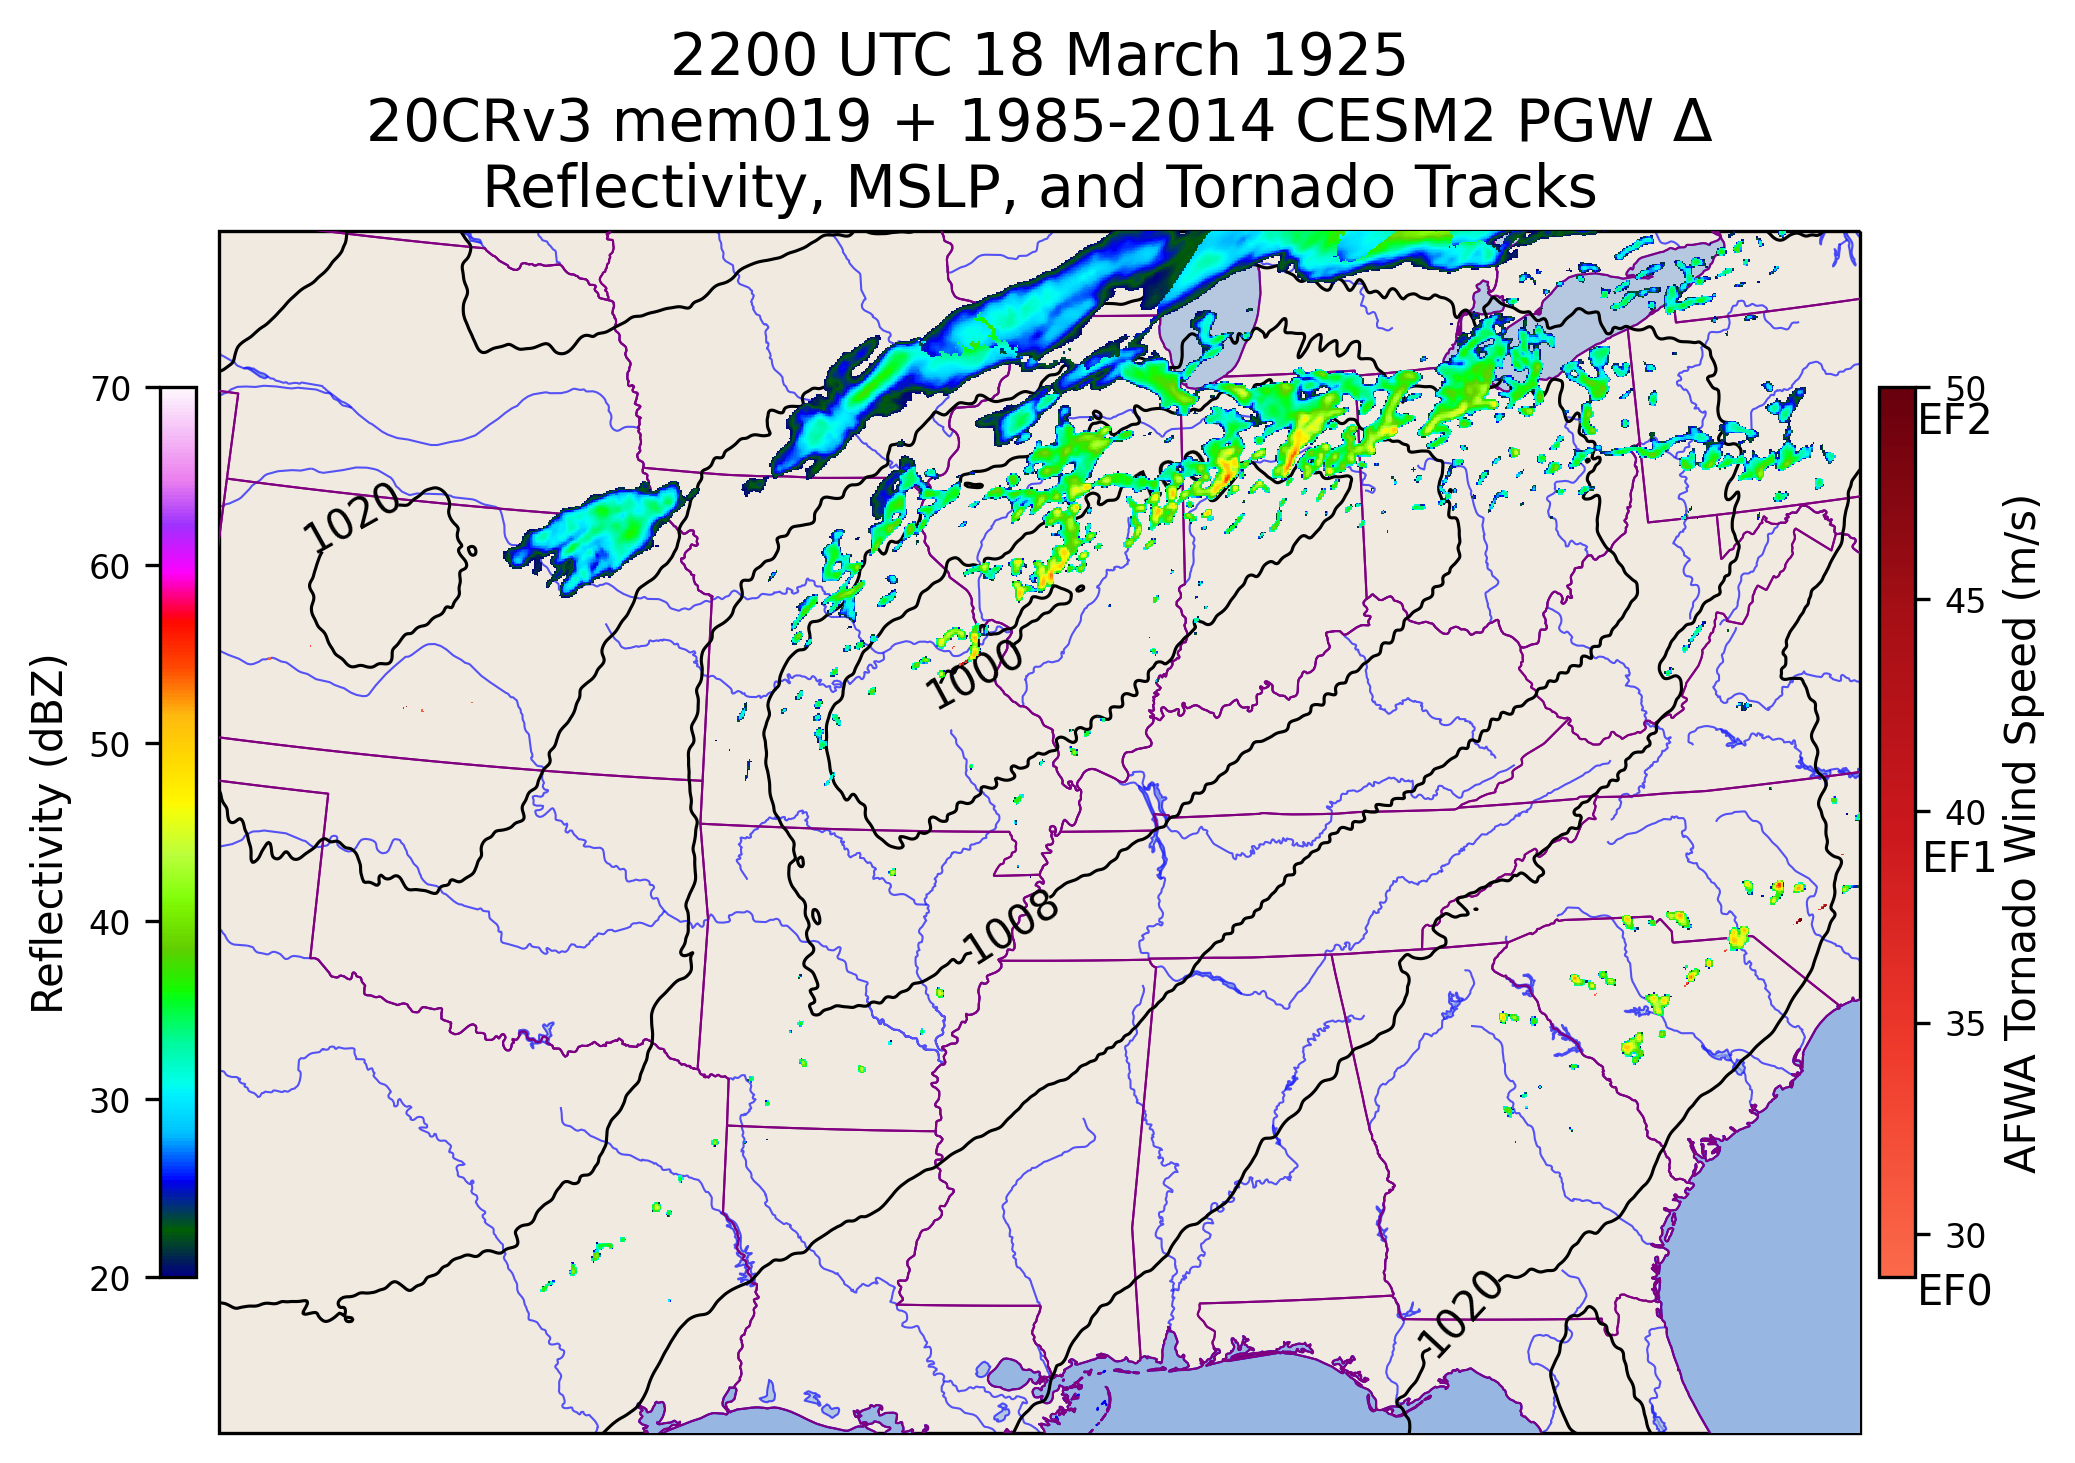 2200 UTC 18 March 1925
20CRv3 mem019 + 1985-2014 CESM2 PGW Δ
Reflectivity, MSLP, and Tornado Tracks
Reflectivity (dBZ)
70
60
50
40
30
20
1020
1000
1008
1020
50
EF2
45
40
EF1
35
30
EF0
AFWA Tornado Wind Speed (m/s)